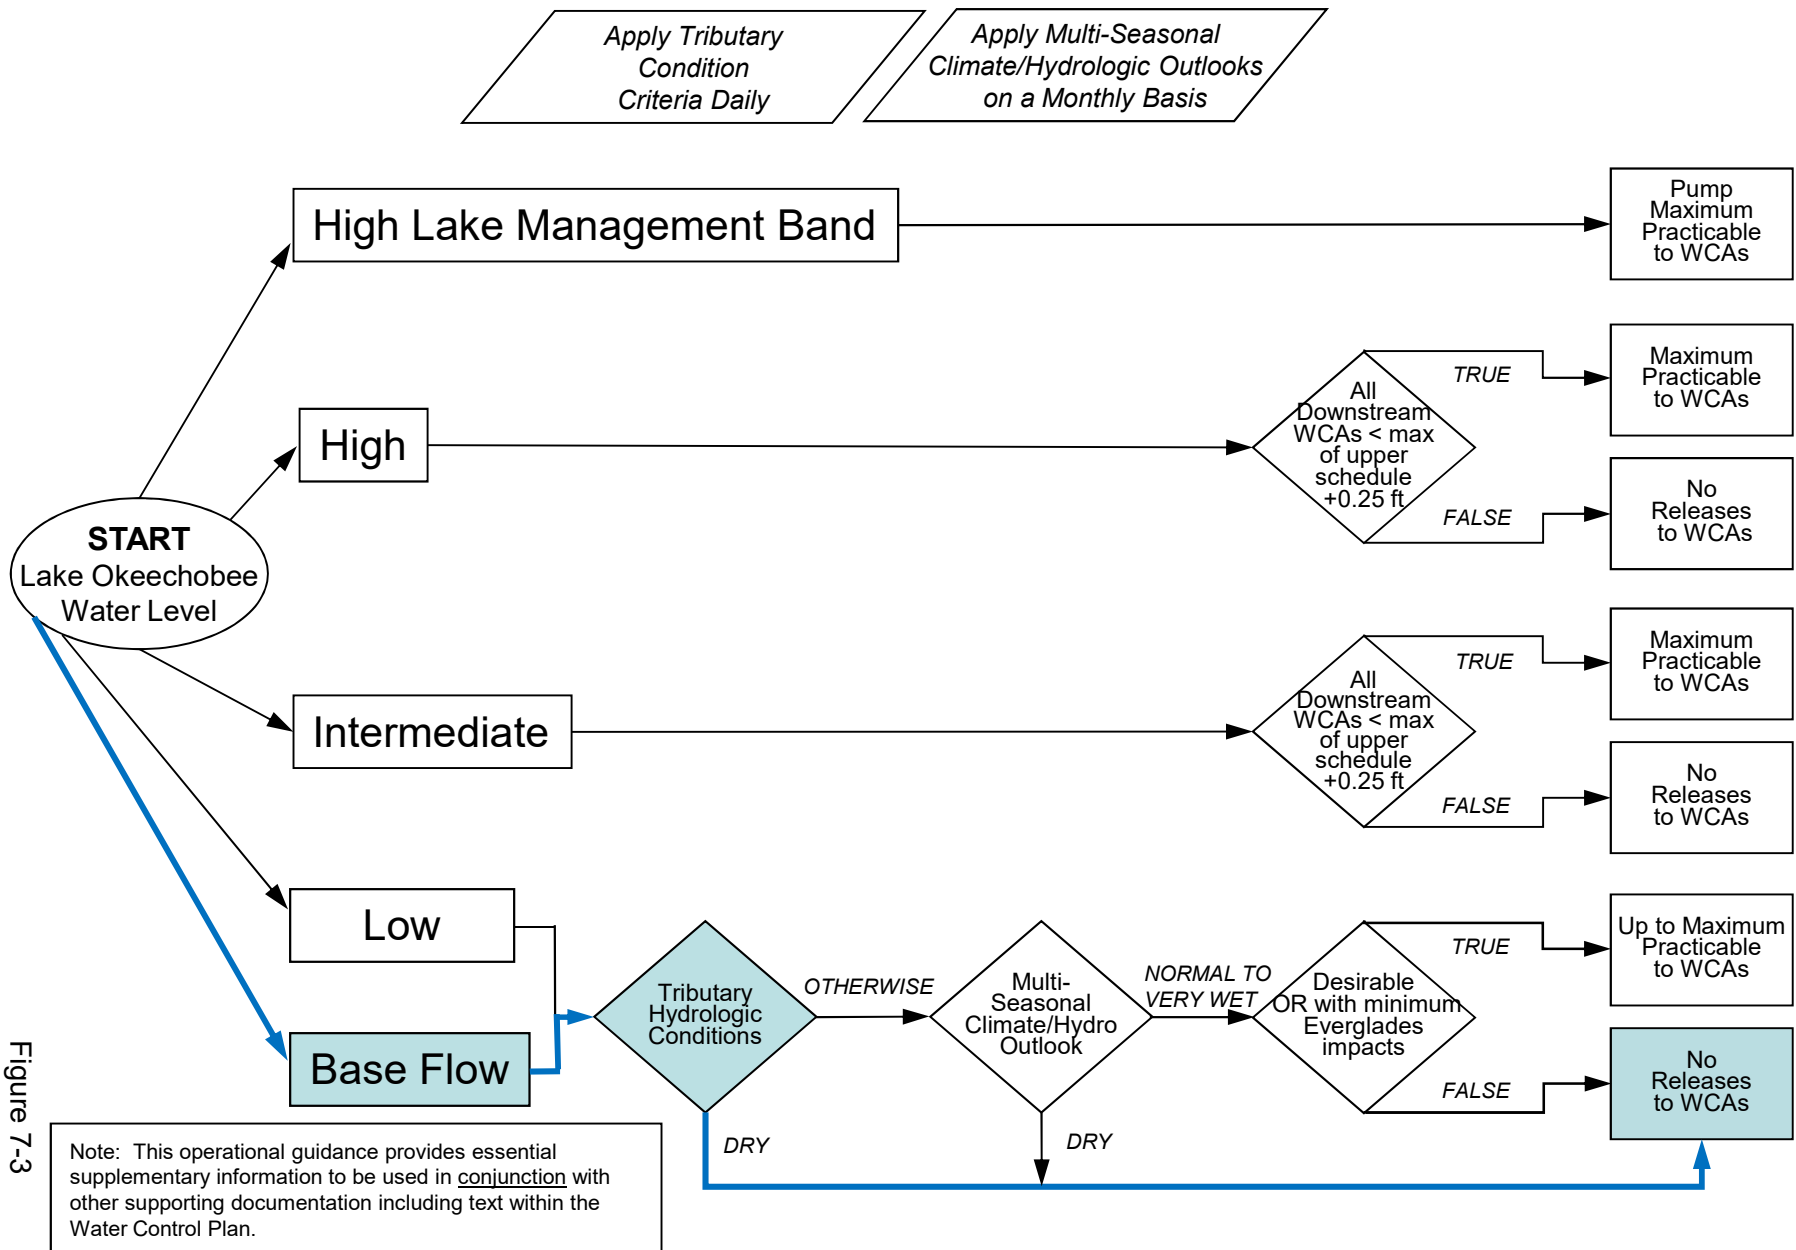 Apply Tributary
Condition
Criteria Daily
Apply Multi-Seasonal
Climate/Hydrologic Outlooks
on a Monthly Basis
High Lake Management Band
Pump
Maximum
Practicable
to WCAs
High
All
Downstream
WCAs < max
of upper
schedule
+0.25 ft
TRUE
Maximum
Practicable
to WCAs
FALSE
No
Releases
to WCAs
START
Lake Okeechobee
Water Level
Intermediate
All
Downstream
WCAs < max
of upper
schedule
+0.25 ft
TRUE
Maximum
Practicable
to WCAs
FALSE
No
Releases
to WCAs
Low
Base Flow
Tributary
Hydrologic
Conditions
OTHERWISE
DRY
Multi-
Seasonal
Climate/Hydro
Outlook
NORMAL TO
VERY WET
DRY
Desirable
OR with minimum
Everglades
impacts
TRUE
Up to Maximum
Practicable
to WCAs
FALSE
No
Releases
to WCAs
Figure 7-3
Note: This operational guidance provides essential
supplementary information to be used in conjunction with
other supporting documentation including text within the
Water Control Plan.